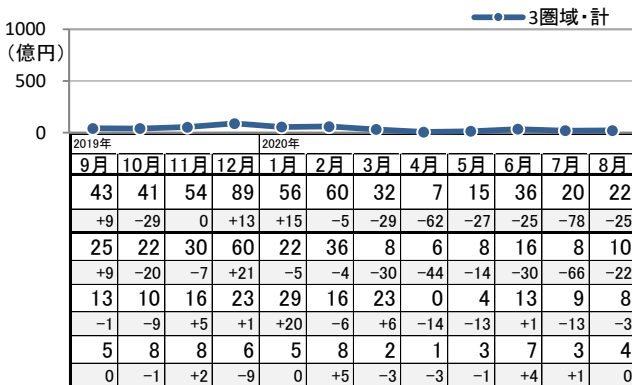 3圏域・計
1000
（億円）
500
0
2019年 2020年
9月 10月 11月 12月 1月 2月 3月 4月 5月 6月 7月 8月
43 41 54 89 56 60 32 7 15 36 20 22
+9 −29 0 +13 +15 −5 −29 −62 −27 −25 −78 −25
25 22 30 60 22 36 8 6 8 16 8 10
+9 −20 −7 +21 −5 −4 −30 −44 −14 −30 −66 −22
13 10 16 23 29 16 23 0 4 13 9 8
−1 −9 +5 +1 +20 −6 +6 −14 −13 +1 −13 −3
5 8 8 6 5 8 2 1 3 7 3 4
0 −1 +2 −9 0 +5 −3 −3 −1 +4 +1 0